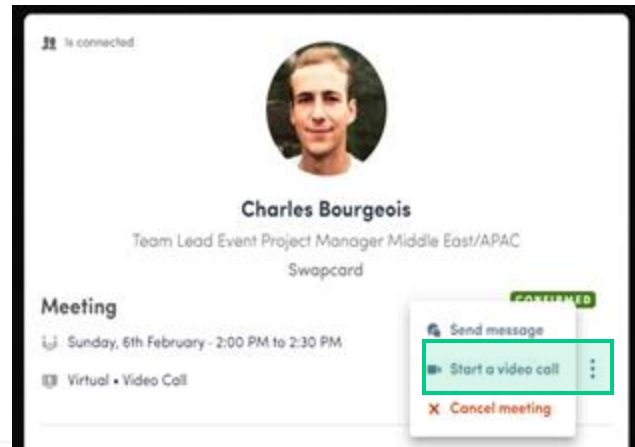 Is connected
Charles Bourgeois
Team Lead Event Project Manager Middle East/APAC
Swapcard
CONFIRMED
Meeting
Send message
Sunday, 6th February - 2:00 PM to 2:30 PM
Start a video call
Virtual • Video Call
Cancel meeting